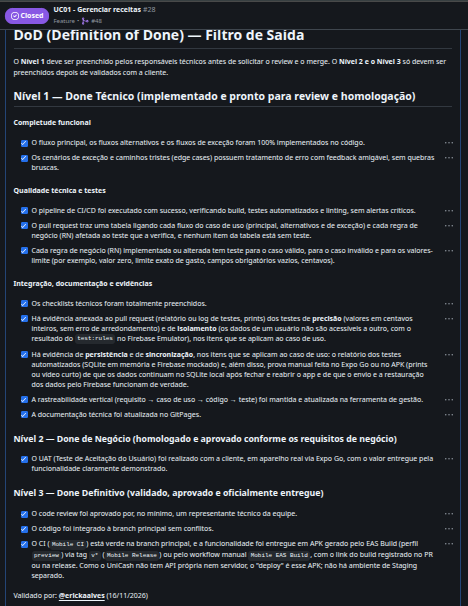 Closed
UC01 - Gerenciar receitas #28
Feature • #48
DoD (Definition of Done) — Filtro de Saída
O Nível 1 deve ser preenchido pelos responsáveis técnicos antes de solicitar o review e o merge. O Nível 2 e o Nível 3 só devem ser
preenchidos depois de validados com a cliente.
Nível 1 — Done Técnico (implementado e pronto para review e homologação)
Completude funcional
O fluxo principal, os fluxos alternativos e os fluxos de exceção foram 100% implementados no código.
Os cenários de exceção e caminhos tristes (edge cases) possuem tratamento de erro com feedback amigável, sem quebras
bruscas.
Qualidade técnica e testes
O pipeline de CI/CD foi executado com sucesso, verificando build, testes automatizados e linting, sem alertas críticos.
O pull request traz uma tabela ligando cada fluxo do caso de uso (principal, alternativos e de exceção) e cada regra de
negócio (RN) afetada ao teste que a verifica, e nenhum item da tabela está sem teste.
Cada regra de negócio (RN) implementada ou alterada tem teste para o caso válido, para o caso inválido e para os valores-
limite (por exemplo, valor zero, limite exato de gasto, campos obrigatórios vazios, centavos).
Integração, documentação e evidências
Os checklists técnicos foram totalmente preenchidos.
Há evidência anexada ao pull request (relatório ou log de testes, prints) dos testes de precisão (valores em centavos
inteiros, sem erro de arredondamento) e de Isolamento (os dados de um usuário não são acessíveis a outro, com o
resultado do test:rules no Firebase Emulator), nos itens que se aplicam ao caso de uso.
Há evidência de persistência e de sincronização, nos itens que se aplicam ao caso de uso: o relatório dos testes
automatizados (SQLite em memória e Firebase mockado) e, além disso, prova manual feita no Expo Go ou no APK (prints
ou vídeo curto) de que os dados continuam no SQLite local após fechar e reabrir o app e de que o envio e a restauração
dos dados pelo Firebase funcionam de verdade.
A rastreabilidade vertical (requisito → caso de uso → código → teste) foi mantida e atualizada na ferramenta de gestão.
A documentação técnica foi atualizada no GitPages.
Nível 2 — Done de Negócio (homologado e aprovado conforme os requisitos de negócio)
O UAT (Teste de Aceitação do Usuário) foi realizado com a cliente, em aparelho real via Expo Go, com o valor entregue pela
funcionalidade claramente demonstrado.
Nível 3 — Done Definitivo (validado, aprovado e oficialmente entregue)
O code review foi aprovado por, no mínimo, um representante técnico da equipe.
O código foi integrado à branch principal sem conflitos.
O CI ( Mobile CI ) está verde na branch principal, e a funcionalidade foi entregue em APK gerado pelo EAS Build (perfil
preview ) via tag v* ( Mobile Release ) ou pelo workflow manual Mobile EAS Build , com o link do build registrado no PR
ou na release. Como o UniCash não tem API própria nem servidor, o "deploy" é esse APK; não há ambiente de Staging
separado.
Validado por: @erickaalves (16/11/2026)